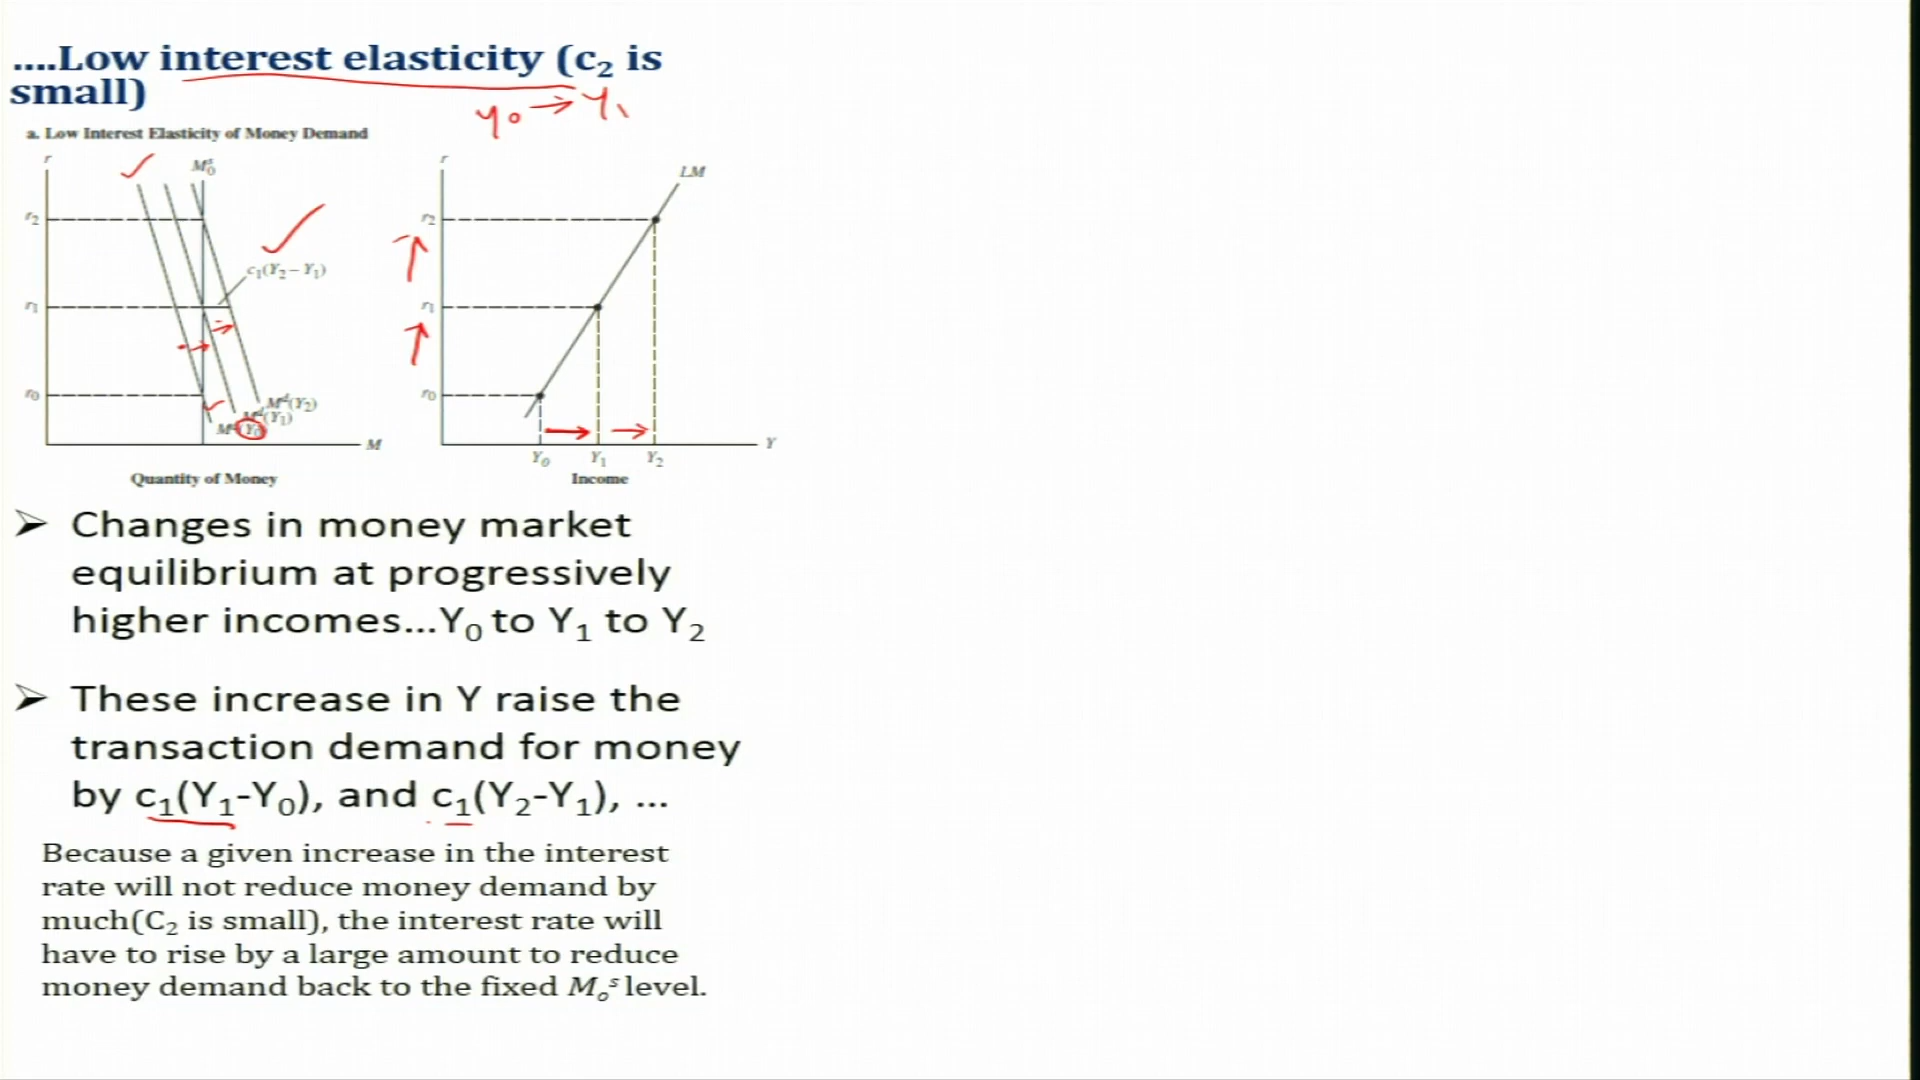 ....Low interest elasticity (c₂ is
small)
y₀ → y₁
a. Low Interest Elasticity of Money Demand
r
M₀ˢ
r₂
c₁(Y₂ – Y₁)
r₁
r₀
Mᵈ(Y₂)
Mᵈ(Y₁)
Mᵈ(Y₀)
M
Quantity of Money
r
LM
r₂
r₁
r₀
Y
Y₀ Y₁ Y₂
Income
➢ Changes in money market
equilibrium at progressively
higher incomes...Y₀ to Y₁ to Y₂
➢ These increase in Y raise the
transaction demand for money
by c₁(Y₁-Y₀), and c₁(Y₂-Y₁), ...
Because a given increase in the interest
rate will not reduce money demand by
much(C₂ is small), the interest rate will
have to rise by a large amount to reduce
money demand back to the fixed Mₒˢ level.